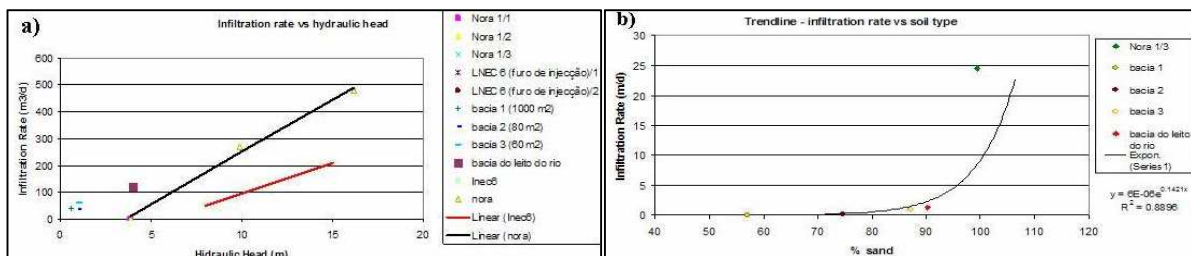 a)
Infiltration rate vs hydraulic head
Infiltration Rate (m3/d)
600
500
400
300
200
100
0
0 5 10 15 20
Hidraulic Head (m)
Nora 1/1
Nora 1/2
Nora 1/3
LNEC 6 (furo de injecção)/1
LNEC 6 (furo de injecção)/2
bacia 1 (1000 m2)
bacia 2 (80 m2)
bacia 3 (60 m2)
bacia do leito do rio
lnec6
nora
Linear (lnec6)
Linear (nora)
b)
Trendline - infiltration rate vs soil type
Infiltration Rate (m/d)
30
25
20
15
10
5
0
40 50 60 70 80 90 100 110 120
% sand
Nora 1/3
bacia 1
bacia 2
bacia 3
bacia do leito
do rio
Expon.
(Series1)
y = 6E-06e^0.1421x
R² = 0.8896